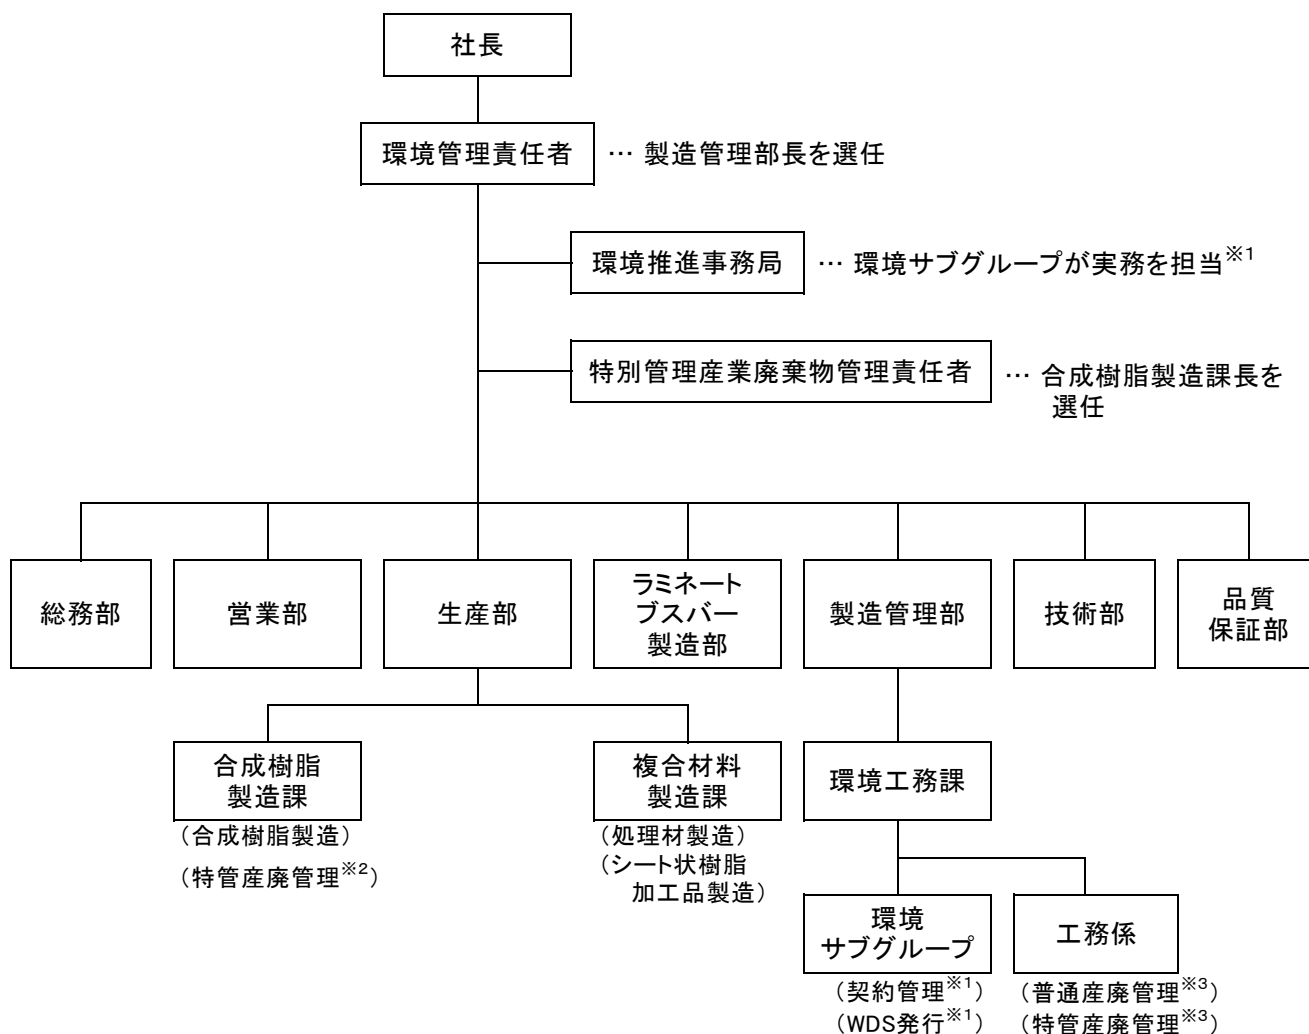 社長
環境管理責任者
… 製造管理部長を選任
環境推進事務局
… 環境サブグループが実務を担当※1
特別管理産業廃棄物管理責任者
… 合成樹脂製造課長を
選任
総務部
営業部
生産部
ラミネート
ブスバー
製造部
製造管理部
技術部
品質
保証部
合成樹脂
製造課
(合成樹脂製造)
(特管産廃管理※2)
複合材料
製造課
(処理材製造)
(シート状樹脂
加工品製造)
環境工務課
環境
サブグループ
(契約管理※1)
(WDS発行※1)
工務係
(普通産廃管理※3)
(特管産廃管理※3)